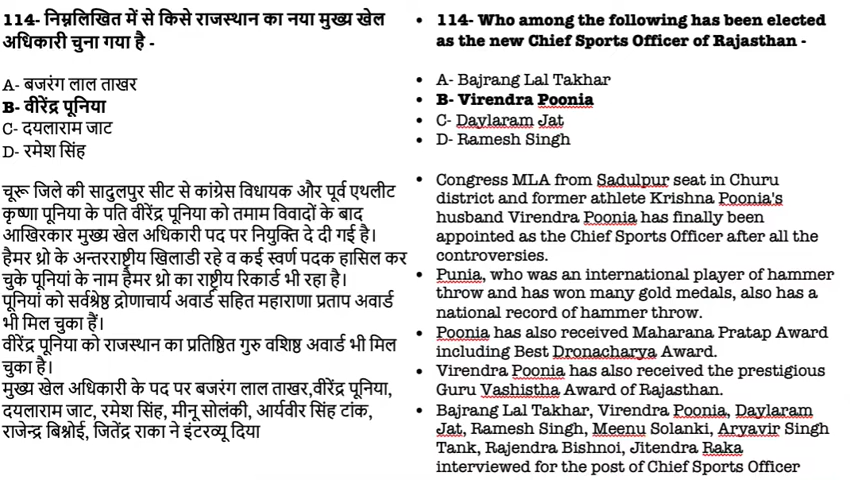 114- निम्नलिखित में से किसे राजस्थान का नया मुख्य खेल
अधिकारी चुना गया है -
A- बजरंग लाल ताखर
B- वीरेंद्र पूनिया
C- दयलाराम जाट
D- रमेश सिंह
चूरू जिले की सादुलपुर सीट से कांग्रेस विधायक और पूर्व एथलीट
कृष्णा पूनिया के पति वीरेंद्र पूनिया को तमाम विवादों के बाद
आखिरकार मुख्य खेल अधिकारी पद पर नियुक्ति दे दी गई है।
हैमर थ्रो के अन्तरराष्ट्रीय खिलाडी रहे व कई स्वर्ण पदक हासिल कर
चुके पूनियां के नाम हैमर थ्रो का राष्ट्रीय रिकार्ड भी रहा है।
पूनियां को सर्वश्रेष्ठ द्रोणाचार्य अवार्ड सहित महाराणा प्रताप अवार्ड
भी मिल चुका हैं।
वीरेंद्र पूनिया को राजस्थान का प्रतिष्ठित गुरु वशिष्ठ अवार्ड भी मिल
चुका है।
मुख्य खेल अधिकारी के पद पर बजरंग लाल ताखर,वीरेंद्र पूनिया,
दयलाराम जाट, रमेश सिंह, मीनू सोलंकी, आर्यवीर सिंह टांक,
राजेन्द्र बिश्नोई, जितेंद्र राका ने इंटरव्यू दिया
• 114- Who among the following has been elected
as the new Chief Sports Officer of Rajasthan -
• A- Bajrang Lal Takhar
• B- Virendra Poonia
• C- Daylaram Jat
• D- Ramesh Singh
• Congress MLA from Sadulpur seat in Churu
district and former athlete Krishna Poonia's
husband Virendra Poonia has finally been
appointed as the Chief Sports Officer after all the
controversies.
• Punia, who was an international player of hammer
throw and has won many gold medals, also has a
national record of hammer throw.
• Poonia has also received Maharana Pratap Award
including Best Dronacharya Award.
• Virendra Poonia has also received the prestigious
Guru Vashistha Award of Rajasthan.
• Bajrang Lal Takhar, Virendra Poonia, Daylaram
Jat, Ramesh Singh, Meenu Solanki, Aryavir Singh
Tank, Rajendra Bishnoi, Jitendra Raka
interviewed for the post of Chief Sports Officer